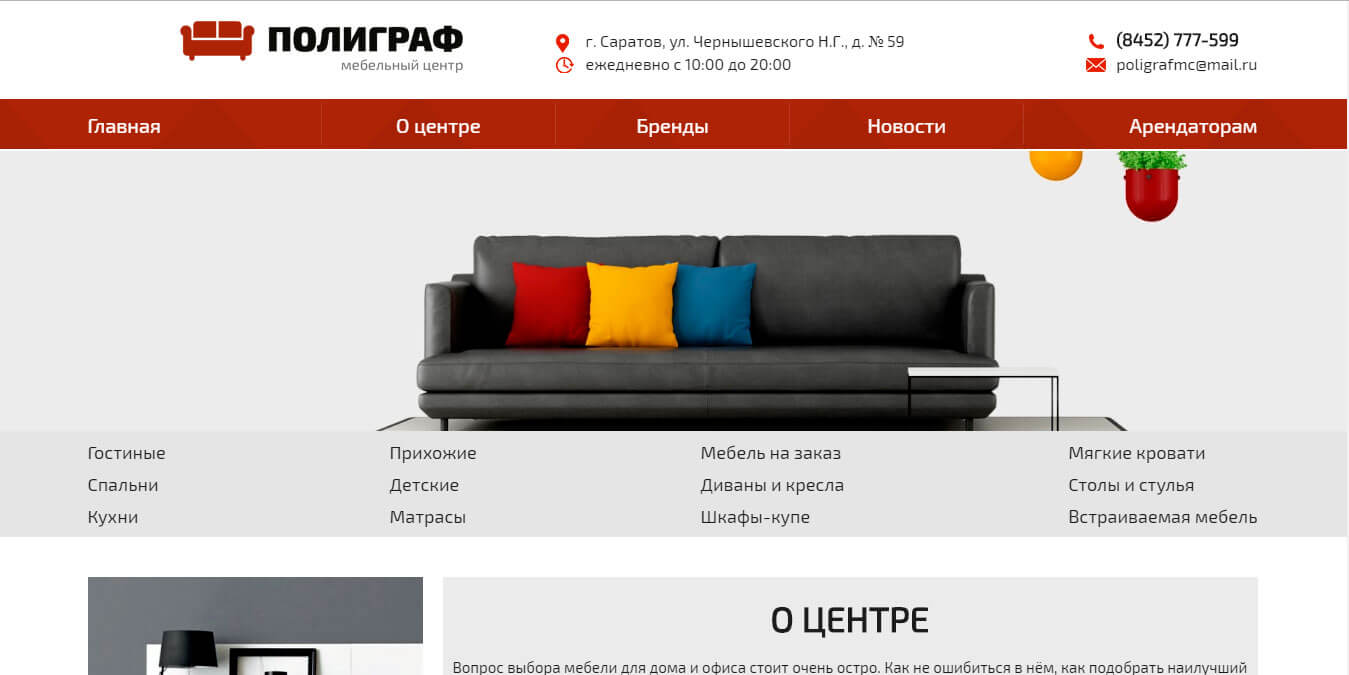 ПОЛИГРАФ
мебельный центр
г. Саратов, ул. Чернышевского Н.Г., д. № 59
ежедневно с 10:00 до 20:00
(8452) 777-599
poligrafmc@mail.ru
Главная О центре Бренды Новости Арендаторам
Гостиные Прихожие Мебель на заказ Мягкие кровати
Спальни Детские Диваны и кресла Столы и стулья
Кухни Матрасы Шкафы-купе Встраиваемая мебель
О ЦЕНТРЕ
Вопрос выбора мебели для дома и офиса стоит очень остро. Как не ошибиться в нём, как подобрать наилучший